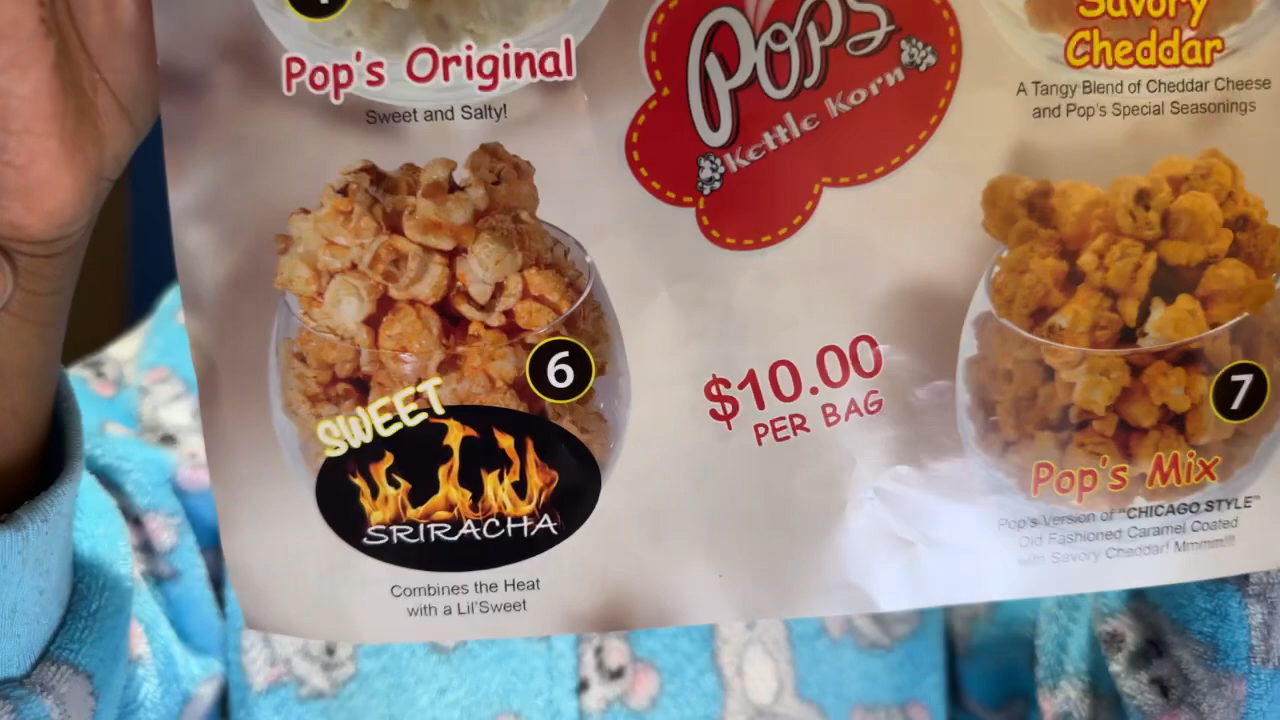 Pop's Original
Sweet and Salty!
POPS
Kettle Korn
Savory
Cheddar
A Tangy Blend of Cheddar Cheese
and Pop's Special Seasonings
6
SWEET
SRIRACHA
Combines the Heat
with a Lil'Sweet
$10.00
PER BAG
7
Pop's Mix
Pop's Version of "CHICAGO STYLE"
Old Fashioned Caramel Coated
with Savory Cheddar! Mmmm!!!